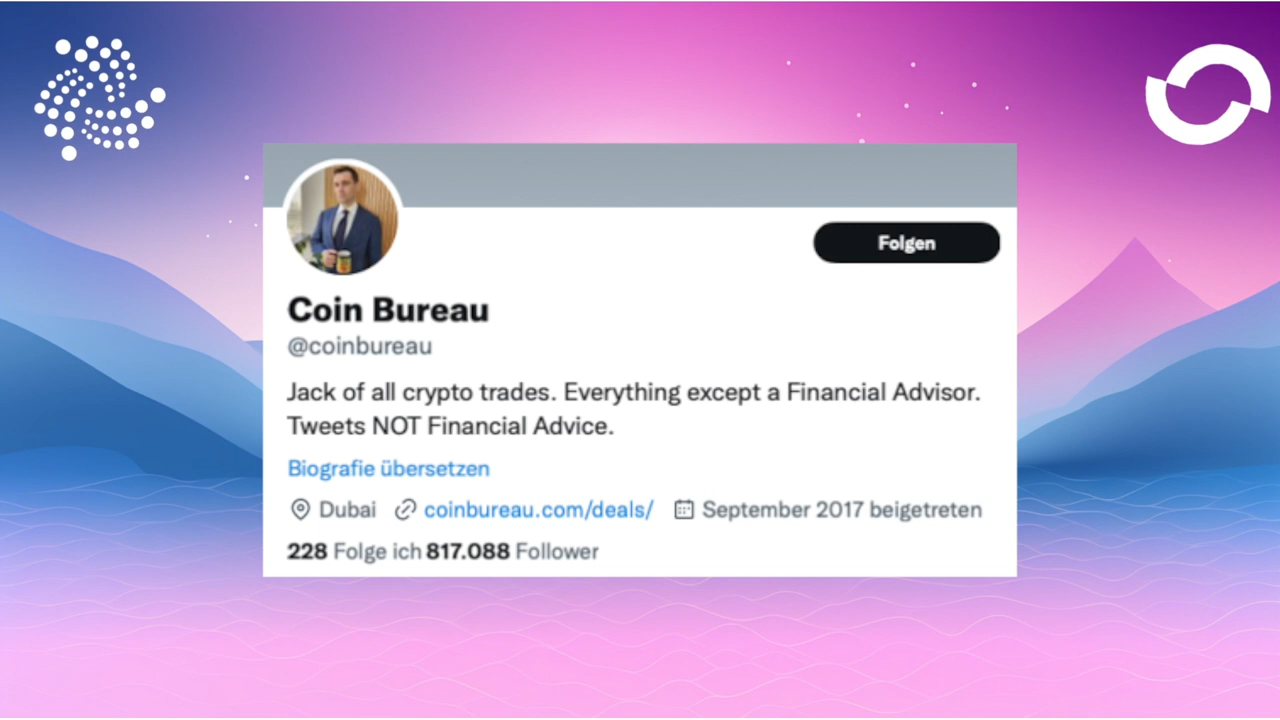 Folgen
Coin Bureau
@coinbureau
Jack of all crypto trades. Everything except a Financial Advisor.
Tweets NOT Financial Advice.
Biografie übersetzen
Dubai coinbureau.com/deals/ September 2017 beigetreten
228 Folge ich 817.088 Follower